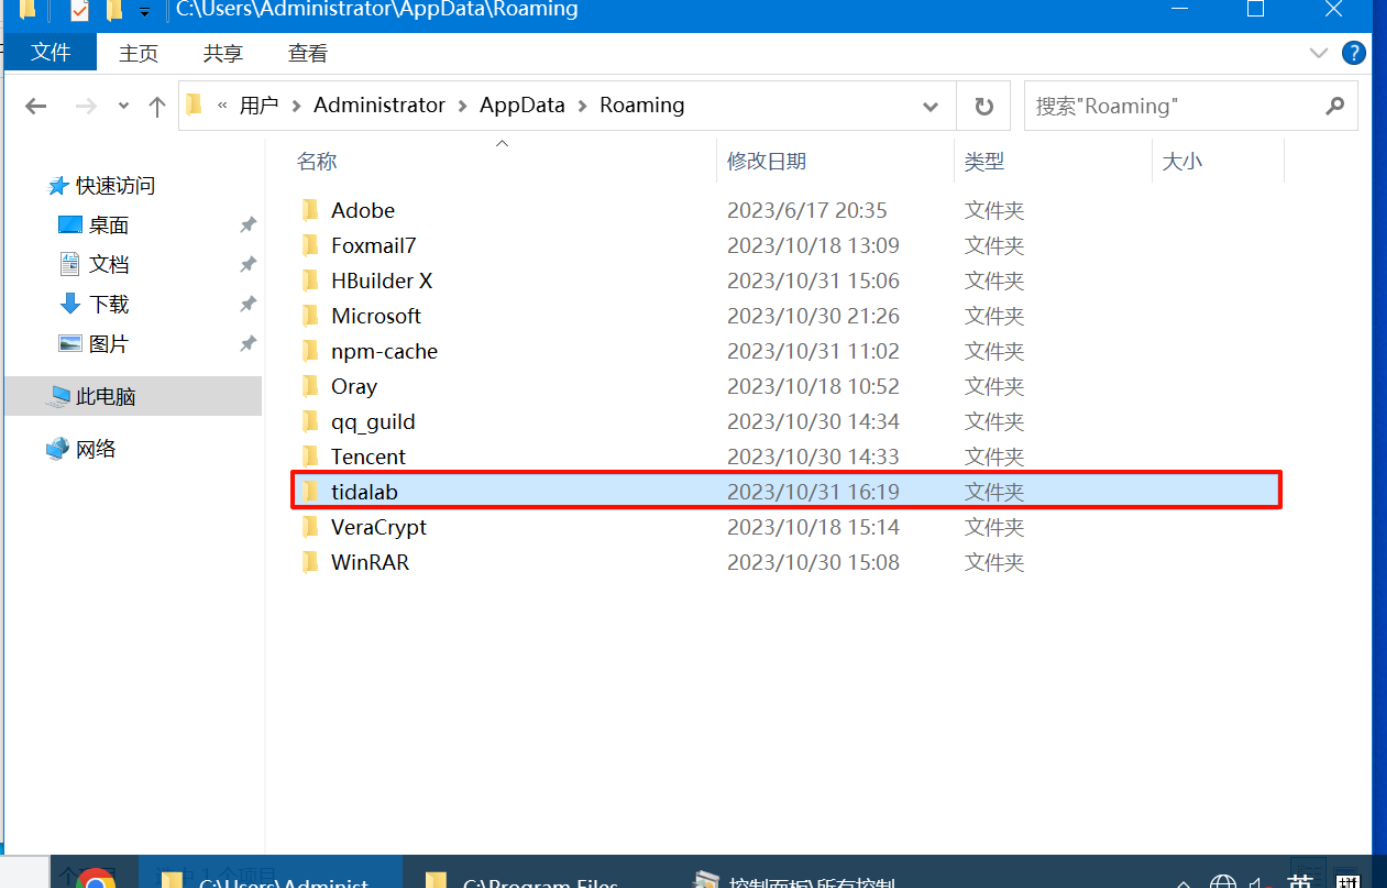 C:\Users\Administrator\AppData\Roaming
文件 主页 共享 查看
« 用户 > Administrator > AppData > Roaming
搜索"Roaming"
名称 修改日期 类型 大小
快速访问
桌面
文档
下载
图片
此电脑
网络
Adobe 2023/6/17 20:35 文件夹
Foxmail7 2023/10/18 13:09 文件夹
HBuilder X 2023/10/31 15:06 文件夹
Microsoft 2023/10/30 21:26 文件夹
npm-cache 2023/10/31 11:02 文件夹
Oray 2023/10/18 10:52 文件夹
qq_guild 2023/10/30 14:34 文件夹
Tencent 2023/10/30 14:33 文件夹
tidalab 2023/10/31 16:19 文件夹
VeraCrypt 2023/10/18 15:14 文件夹
WinRAR 2023/10/30 15:08 文件夹
选中 1 个项目
C:\Users\Administ... C:\Program Files 控制面板\所有控制... 英 拼